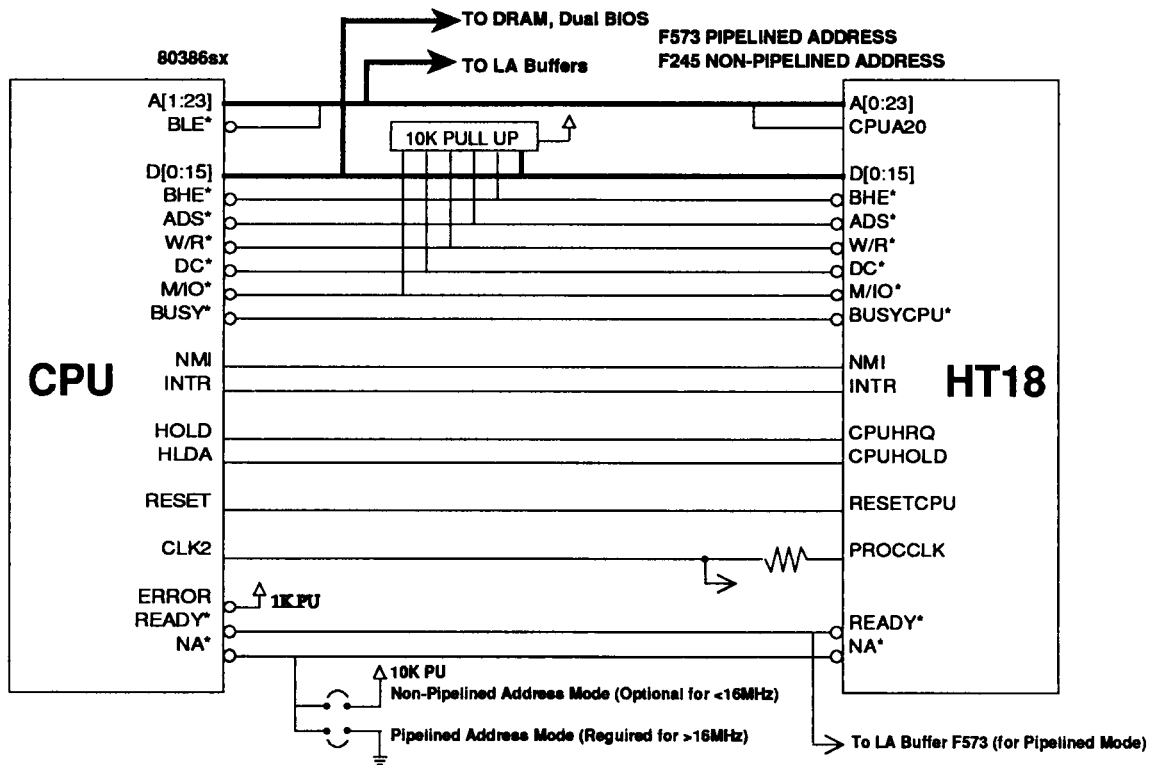 TO DRAM, Dual BIOS
F573 PIPELINED ADDRESS
80386sx
TO LA Buffers
F245 NON-PIPELINED ADDRESS
A[1:23]
A[0:23]
BLE*
CPUA20
10K PULL UP
D[0:15]
D[0:15]
BHE*
BHE*
ADS*
ADS*
W/R*
W/R*
DC*
DC*
M/IO*
M/IO*
BUSY*
BUSYCPU*
NMI
NMI
CPU
HT18
INTR
INTR
HOLD
CPUHRQ
HLDA
CPUHOLD
RESET
RESETCPU
CLK2
PROCCLK
ERROR
1K PU
READY*
READY*
NA*
NA*
10K PU
Non-Pipelined Address Mode (Optional for <16MHz)
Pipelined Address Mode (Reguired for >16MHz)
To LA Buffer F573 (for Pipelined Mode)